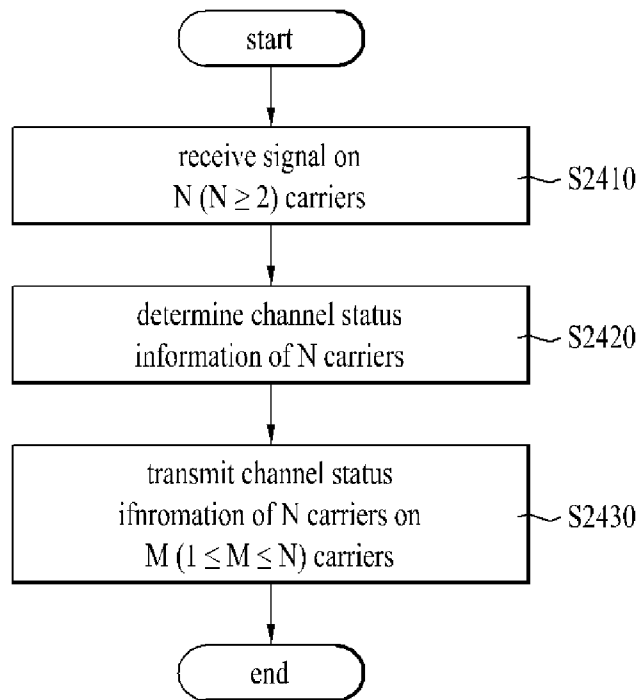 start
receive signal on
N (N ≥ 2) carriers
S2410
determine channel status
information of N carriers
S2420
transmit channel status
ifnromation of N carriers on
M (1 ≤ M ≤ N) carriers
S2430
end